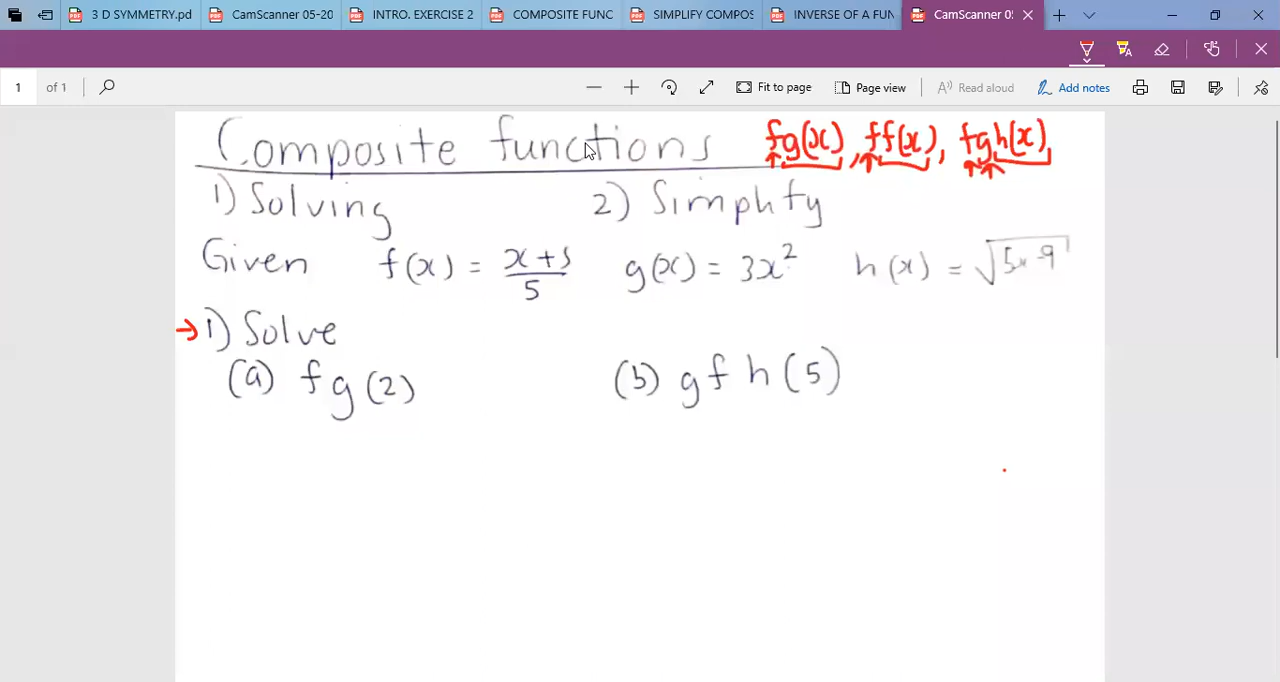 3 D SYMMETRY.pd CamScanner 05-20 INTRO. EXERCISE 2 COMPOSITE FUNC SIMPLIFY COMPOS INVERSE OF A FUN CamScanner 05
1 of 1 Fit to page Page view Read aloud Add notes
Composite functions fg(x), ff(x), fgh(x),
1) Solving 2) Simplify
Given f(x) = (x+5)/5 g(x) = 3x² h(x) = √(5x-9)
→ 1) Solve
(a) fg(2) (b) gfh(5)